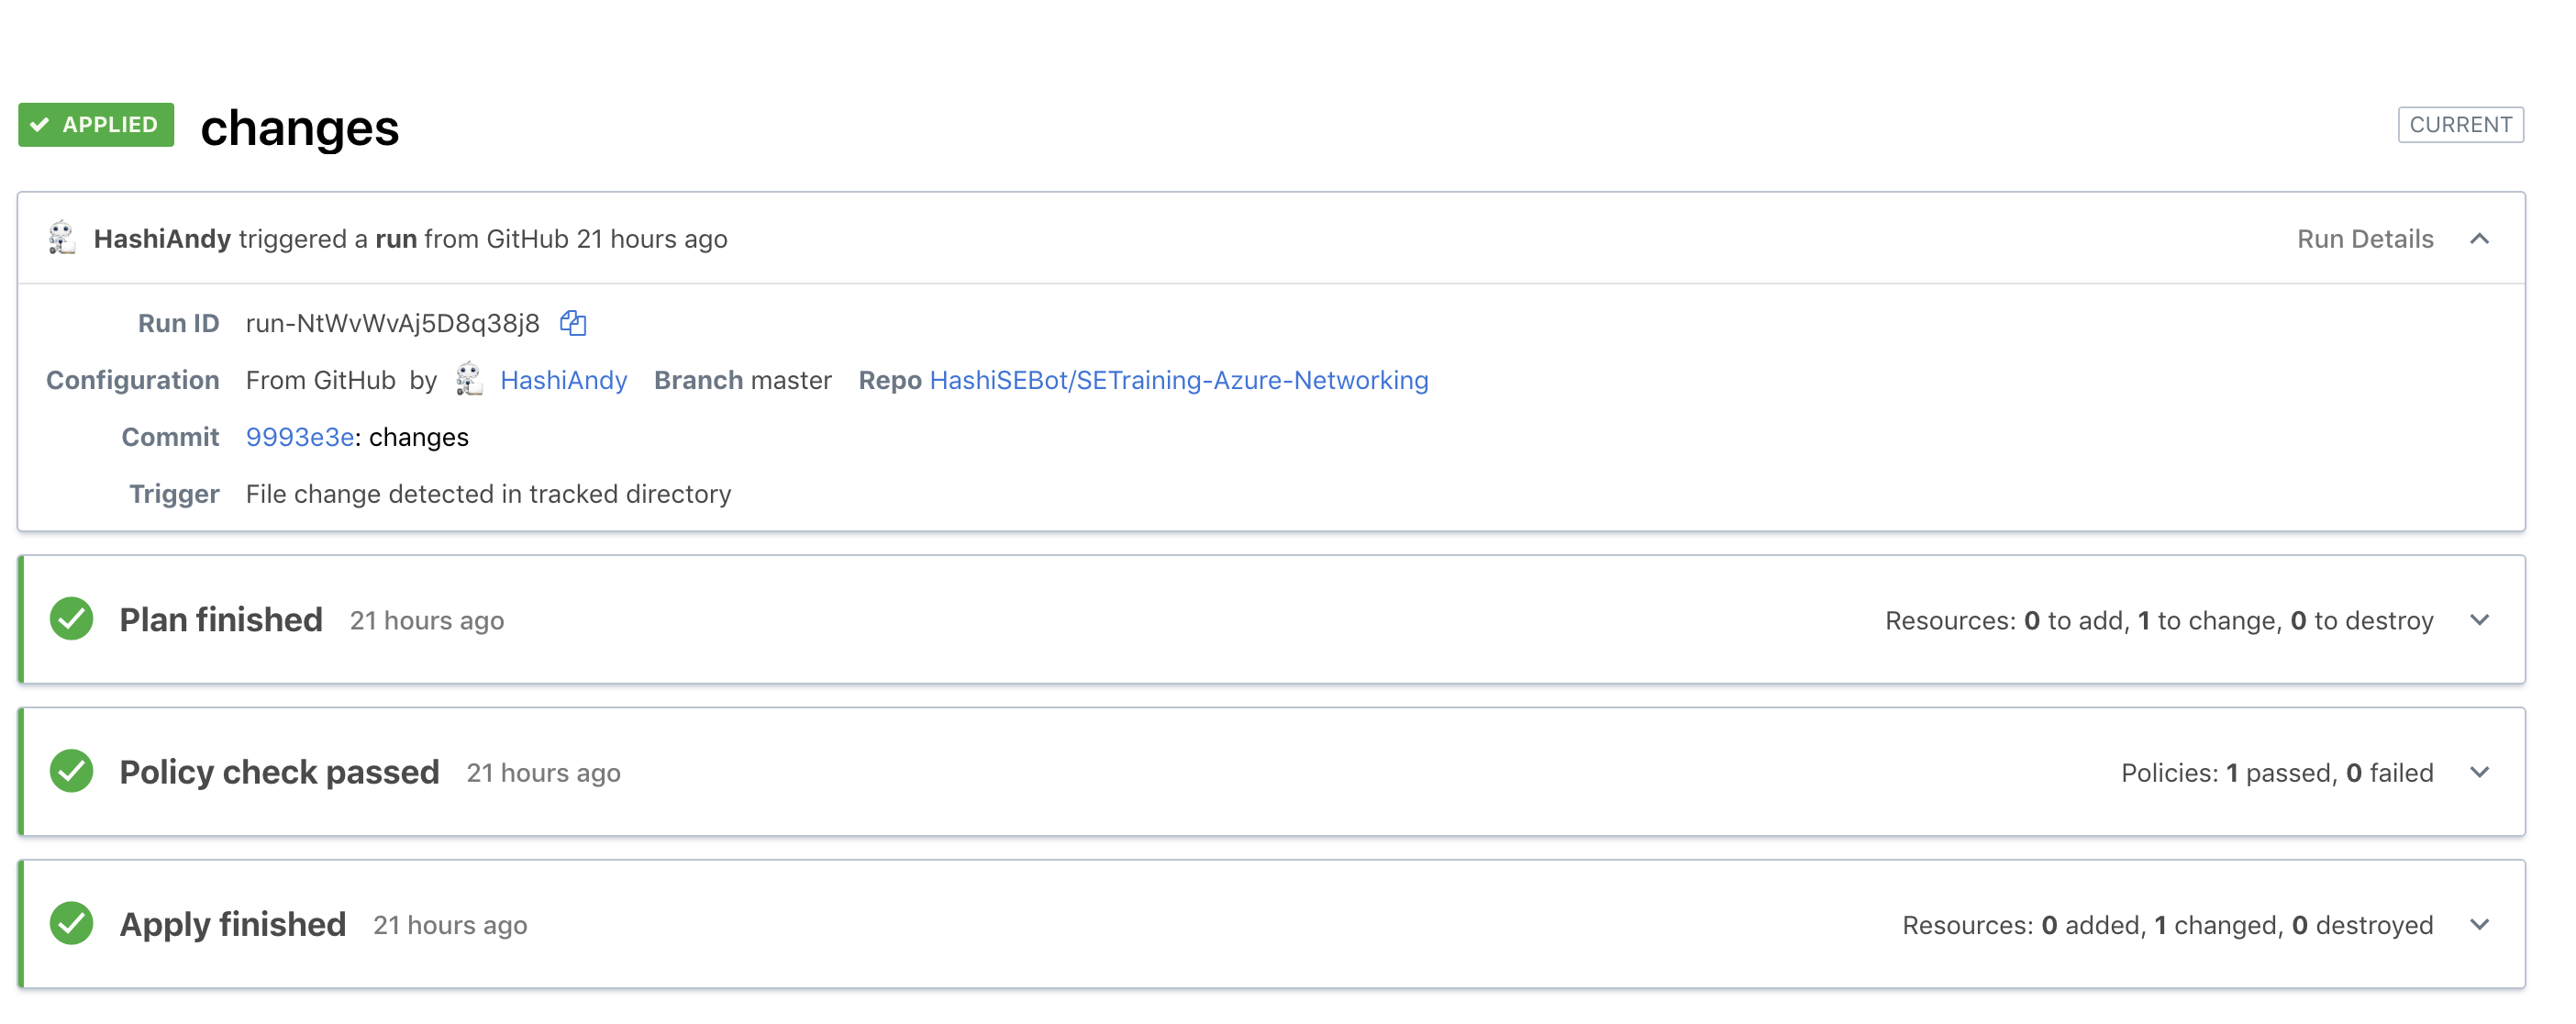 APPLIED changes CURRENT
HashiAndy triggered a run from GitHub 21 hours ago Run Details
Run ID run-NtWvWvAj5D8q38j8
Configuration From GitHub by HashiAndy Branch master Repo HashiSEBot/SETraining-Azure-Networking
Commit 9993e3e: changes
Trigger File change detected in tracked directory
Plan finished 21 hours ago Resources: 0 to add, 1 to change, 0 to destroy
Policy check passed 21 hours ago Policies: 1 passed, 0 failed
Apply finished 21 hours ago Resources: 0 added, 1 changed, 0 destroyed